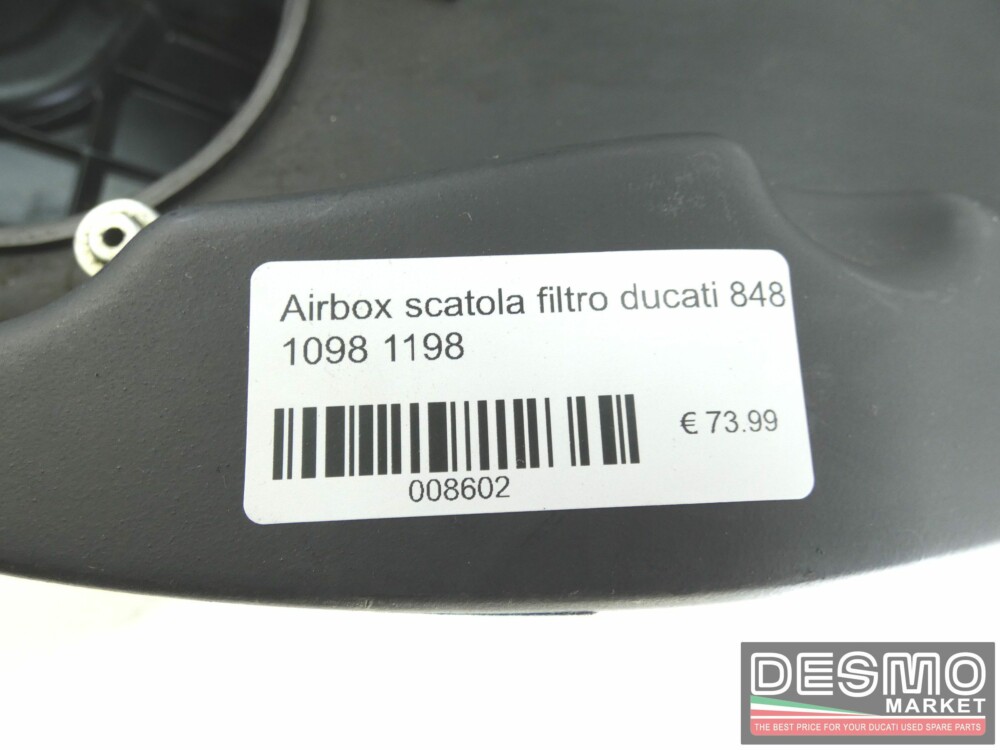 Airbox scatola filtro ducati 848
1098 1198
€ 73.99
008602
DESMO
MARKET
THE BEST PRICE FOR YOUR DUCATI USED SPARE PARTS